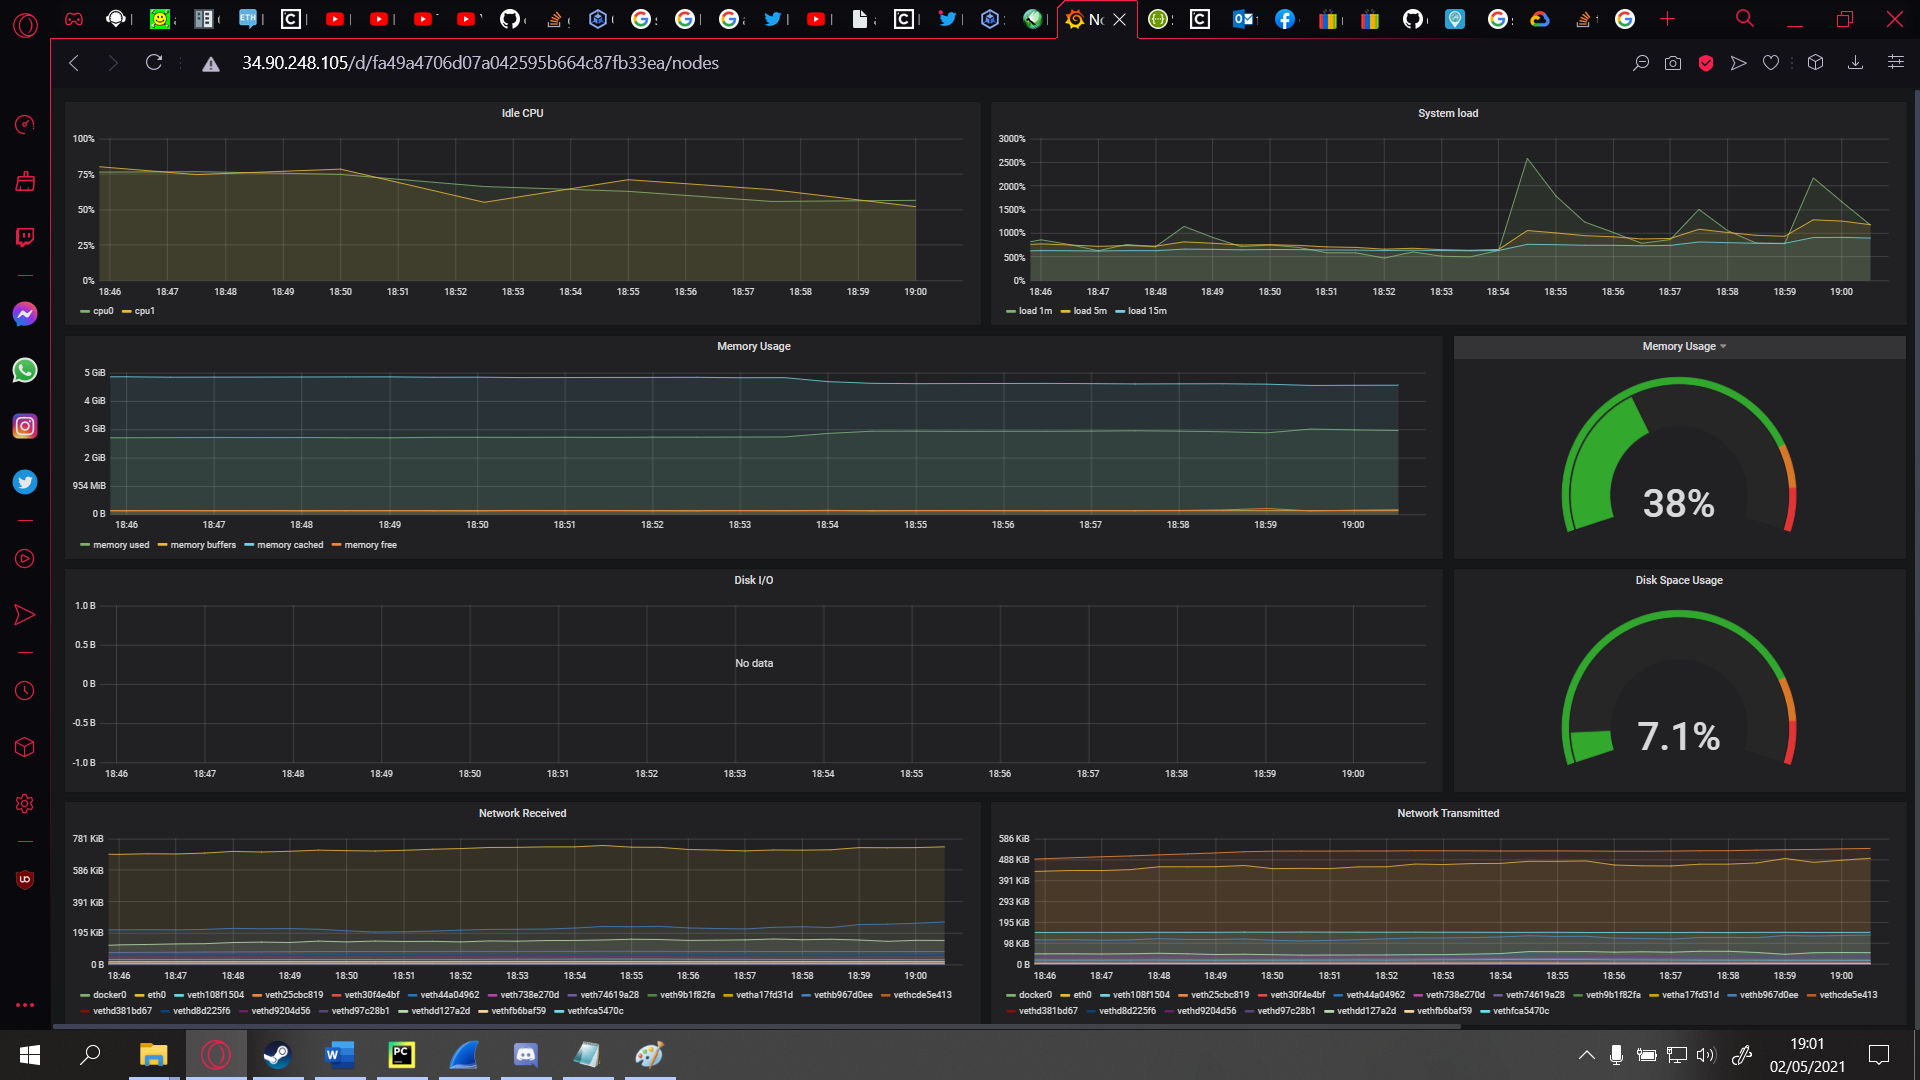 Nc
34.90.248.105/d/fa49a4706d07a042595b664c87fb33ea/nodes
Idle CPU
100%
75%
50%
25%
0%
18:46 18:47 18:48 18:49 18:50 18:51 18:52 18:53 18:54 18:55 18:56 18:57 18:58 18:59 19:00
cpu0 cpu1
System load
3000%
2500%
2000%
1500%
1000%
500%
0%
18:46 18:47 18:48 18:49 18:50 18:51 18:52 18:53 18:54 18:55 18:56 18:57 18:58 18:59 19:00
load 1m load 5m load 15m
Memory Usage
5 GiB
4 GiB
3 GiB
2 GiB
954 MiB
0 B
18:46 18:47 18:48 18:49 18:50 18:51 18:52 18:53 18:54 18:55 18:56 18:57 18:58 18:59 19:00
memory used memory buffers memory cached memory free
Memory Usage
38%
Disk I/O
1.0 B
0.5 B
0 B
-0.5 B
-1.0 B
No data
18:46 18:47 18:48 18:49 18:50 18:51 18:52 18:53 18:54 18:55 18:56 18:57 18:58 18:59 19:00
Disk Space Usage
7.1%
Network Received
781 KiB
586 KiB
391 KiB
195 KiB
0 B
18:46 18:47 18:48 18:49 18:50 18:51 18:52 18:53 18:54 18:55 18:56 18:57 18:58 18:59 19:00
docker0 eth0 veth108f1504 veth25cbc819 veth30f4e4bf veth44a04962 veth738e270d veth74619a28 veth9b1f82fa vetha17fd31d vethb967d0ee vethcde5e413
vethd381bd67 vethd8d225f6 vethd9204d56 vethd97c28b1 vethdd127a2d vethfb6baf59 vethfca5470c
Network Transmitted
586 KiB
488 KiB
391 KiB
293 KiB
195 KiB
98 KiB
0 B
18:46 18:47 18:48 18:49 18:50 18:51 18:52 18:53 18:54 18:55 18:56 18:57 18:58 18:59 19:00
docker0 eth0 veth108f1504 veth25cbc819 veth30f4e4bf veth44a04962 veth738e270d veth74619a28 veth9b1f82fa vetha17fd31d vethb967d0ee vethcde5e413
vethd381bd67 vethd8d225f6 vethd9204d56 vethd97c28b1 vethdd127a2d vethfb6baf59 vethfca5470c
19:01
02/05/2021